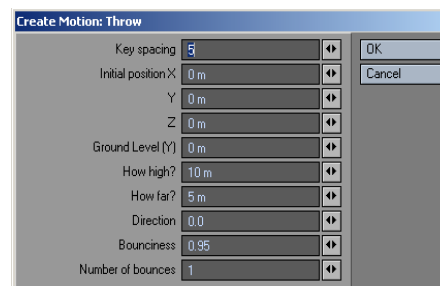 Create Motion: Throw
Key spacing 5
OK
Initial position X 0 m
Cancel
Y 0 m
Z 0 m
Ground Level (Y) 0 m
How high? 10 m
How far? 5 m
Direction 0.0
Bounciness 0.95
Number of bounces 1